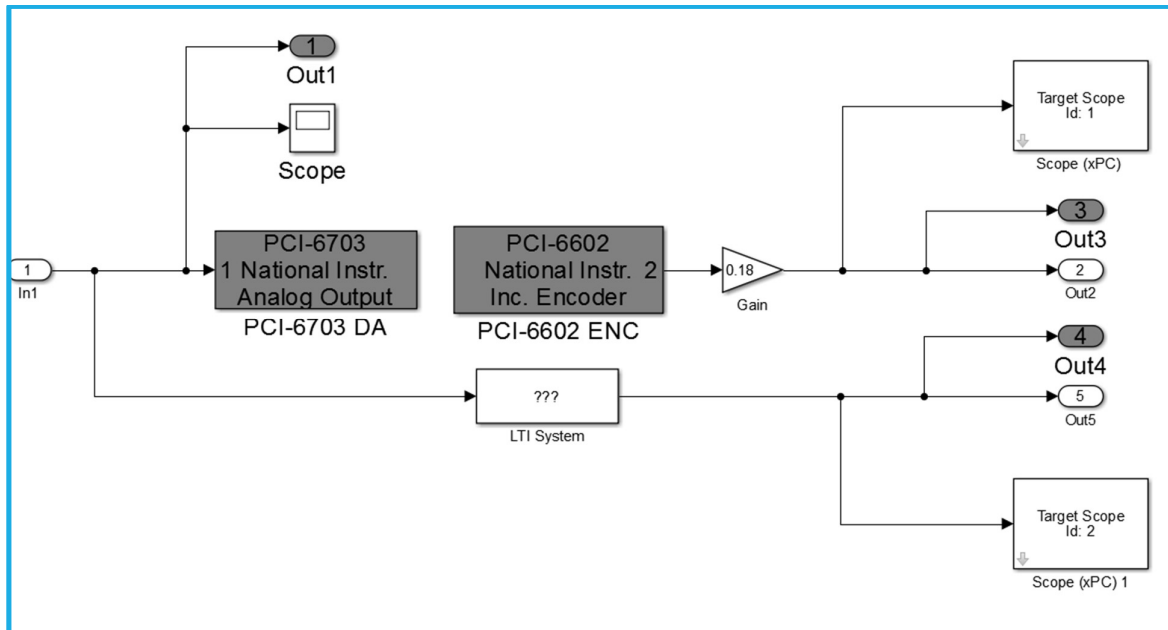 1
Out1
Scope
Target Scope
Id: 1
Scope (xPC)
3
Out3
1
In1
PCI-6703
1 National Instr.
Analog Output
PCI-6703 DA
PCI-6602
National Instr. 2
Inc. Encoder
PCI-6602 ENC
0.18
Gain
2
Out2
4
Out4
???
LTI System
5
Out5
Target Scope
Id: 2
Scope (xPC) 1